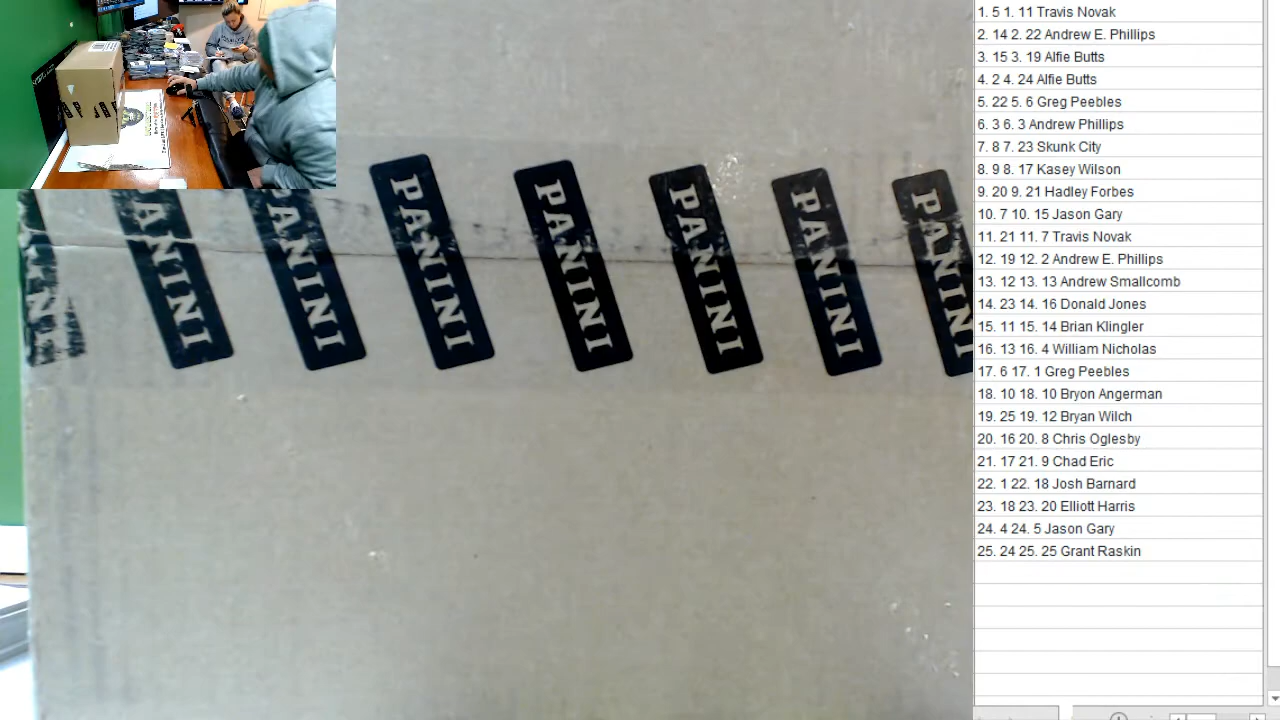 PANINI
PANINI
PANINI
PANINI
PANINI
PANINI
PANINI
PANINI
1. 5 1. 11 Travis Novak
2. 14 2. 22 Andrew E. Phillips
3. 15 3. 19 Alfie Butts
4. 2 4. 24 Alfie Butts
5. 22 5. 6 Greg Peebles
6. 3 6. 3 Andrew Phillips
7. 8 7. 23 Skunk City
8. 9 8. 17 Kasey Wilson
9. 20 9. 21 Hadley Forbes
10. 7 10. 15 Jason Gary
11. 21 11. 7 Travis Novak
12. 19 12. 2 Andrew E. Phillips
13. 12 13. 13 Andrew Smallcomb
14. 23 14. 16 Donald Jones
15. 11 15. 14 Brian Klingler
16. 13 16. 4 William Nicholas
17. 6 17. 1 Greg Peebles
18. 10 18. 10 Bryon Angerman
19. 25 19. 12 Bryan Wilch
20. 16 20. 8 Chris Oglesby
21. 17 21. 9 Chad Eric
22. 1 22. 18 Josh Barnard
23. 18 23. 20 Elliott Harris
24. 4 24. 5 Jason Gary
25. 24 25. 25 Grant Raskin